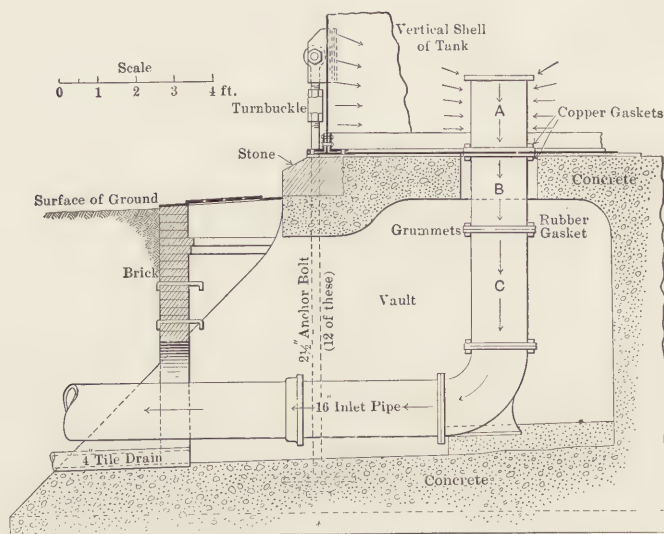 Scale
0 1 2 3 4 ft.
Vertical Shell
of Tank
Turnbuckle
Stone
Surface of Ground
Brick
A
Copper Gaskets
B
Concrete
Grummets
Rubber
Gasket
C
2½" Anchor Bolt
(12 of these)
Vault
16" Inlet Pipe
4" Tile Drain
Concrete